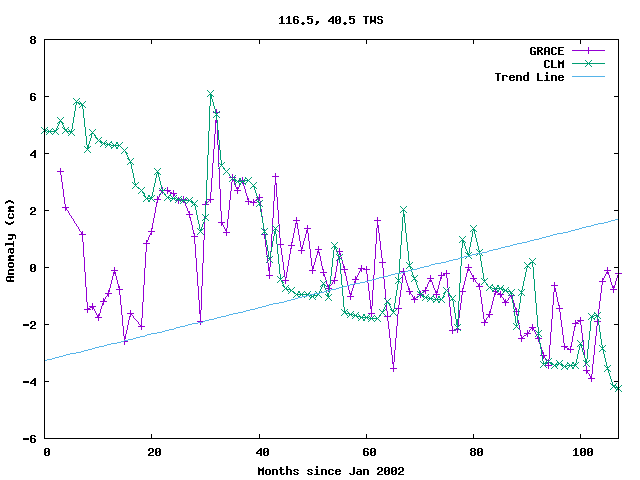 116.5, 40.5 TWS
GRACE
CLM
Trend Line
Anomaly (cm)
8
6
4
2
0
-2
-4
-6
0 20 40 60 80 100
Months since Jan 2002